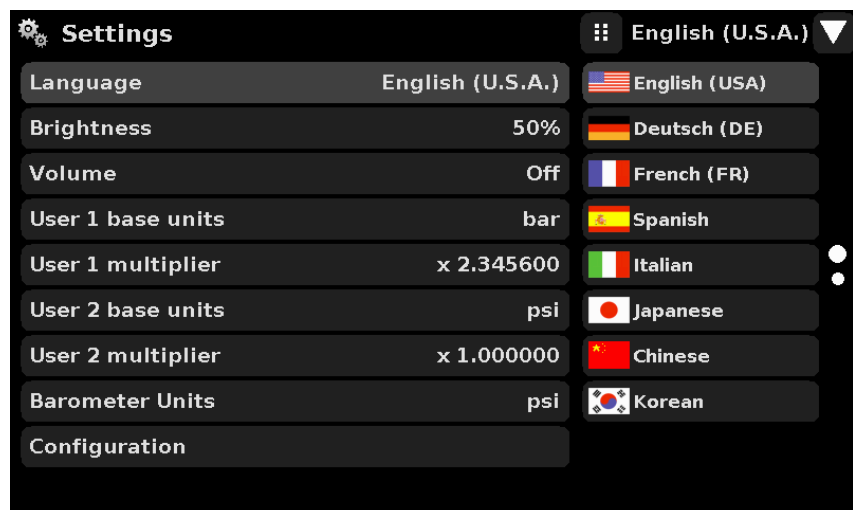 Settings
English (U.S.A.)
Language English (U.S.A.)
Brightness 50%
Volume Off
User 1 base units bar
User 1 multiplier x 2.345600
User 2 base units psi
User 2 multiplier x 1.000000
Barometer Units psi
Configuration
English (USA)
Deutsch (DE)
French (FR)
Spanish
Italian
Japanese
Chinese
Korean